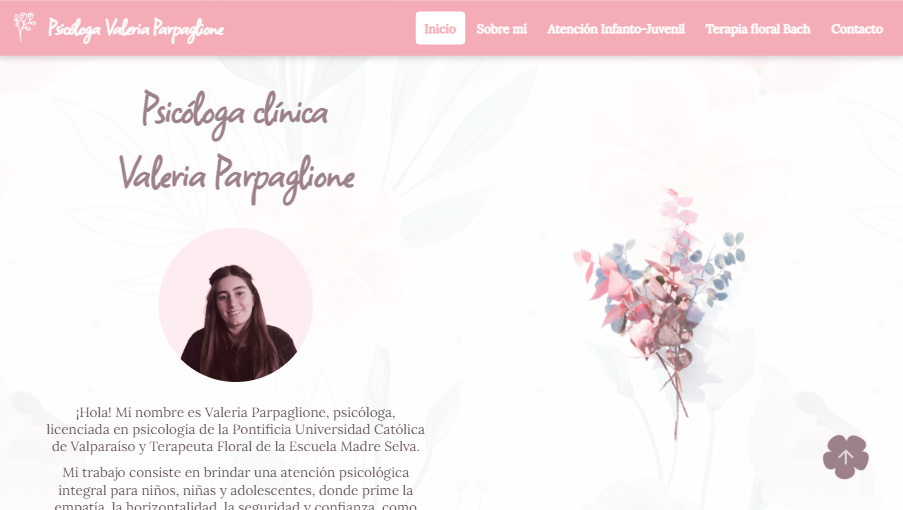 Psicóloga Valeria Parpaglione
Inicio
Sobre mí
Atención Infanto-Juvenil
Terapia floral Bach
Contacto
Psicóloga clínica
Valeria Parpaglione
¡Hola! Mi nombre es Valeria Parpaglione, psicóloga,
licenciada en psicología de la Pontificia Universidad Católica
de Valparaíso y Terapeuta Floral de la Escuela Madre Selva.
Mi trabajo consiste en brindar una atención psicológica
integral para niños, niñas y adolescentes, donde prime la
empatía, la horizontalidad, la seguridad y confianza, como